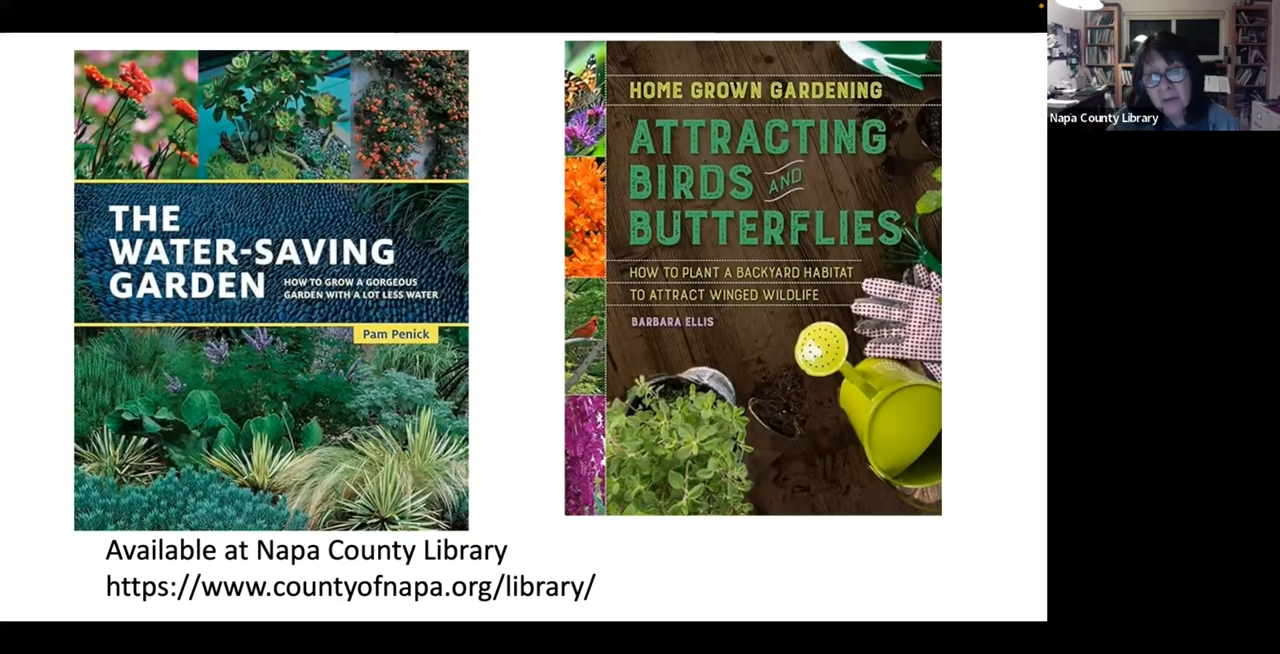 THE
WATER-SAVING
GARDEN
HOW TO GROW A GORGEOUS
GARDEN WITH A LOT LESS WATER
Pam Penick
HOME GROWN GARDENING
ATTRACTING
BIRDS AND
BUTTERFLIES
HOW TO PLANT A BACKYARD HABITAT
TO ATTRACT WINGED WILDLIFE
BARBARA ELLIS
Available at Napa County Library
https://www.countyofnapa.org/library/
Napa County Library